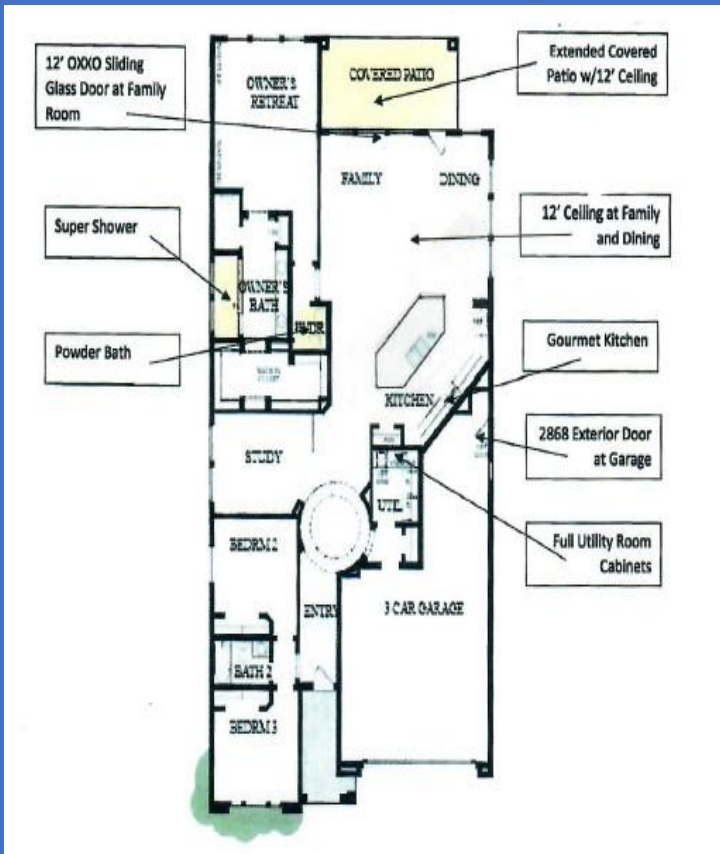 12' OXXO Sliding
Glass Door at Family
Room
OWNER'S
RETREAT
COVERED PATIO
Extended Covered
Patio w/12' Ceiling
FAMILY
DINING
12' Ceiling at Family
and Dining
Super Shower
OWNER'S
BATH
PWDR
Powder Bath
Gourmet Kitchen
KITCHEN
2868 Exterior Door
at Garage
STUDY
UTIL
Full Utility Room
Cabinets
BEDRM 2
ENTRY
3 CAR GARAGE
BATH 2
BEDRM 3